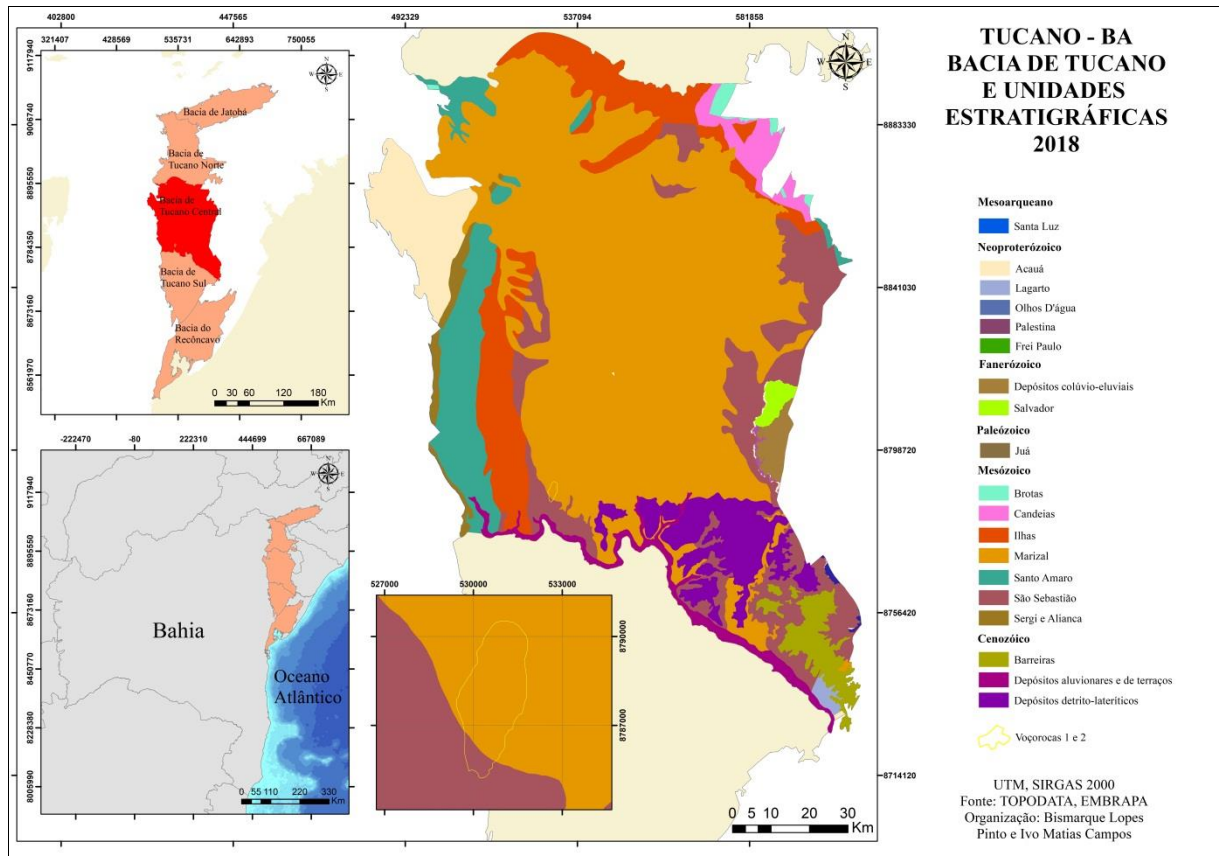 402800 447565 492329 537094 581858
321407 428569 535731 642893 750055
9117940
9006740
8895550
8784350
8673160
8561970
N
W E
S
Bacia de Jatobá
Bacia de
Tucano Norte
Bacia de
Tucano Central
Bacia de
Tucano Sul
Bacia do
Recôncavo
0 30 60 120 180
Km
-222470 -80 222310 444699 667089
9117940
8895550
8673160
8450770
8228380
8005990
N
W E
S
Bahia
Oceano
Atlântico
0 55 110 220 330
Km
N
W E
S
8883330
8841030
8798720
8756420
8714120
527000 530000 533000
8790000
8787000
0 5 10 20 30
Km
TUCANO - BA
BACIA DE TUCANO
E UNIDADES
ESTRATIGRÁFICAS
2018
Mesoarqueano
Santa Luz
Neoproterózoico
Acauá
Lagarto
Olhos D'água
Palestina
Frei Paulo
Fanerózoico
Depósitos colúvio-eluviais
Salvador
Paleózoico
Juá
Mesózoico
Brotas
Candeias
Ilhas
Marizal
Santo Amaro
São Sebastião
Sergi e Alianca
Cenozóico
Barreiras
Depósitos aluvionares e de terraços
Depósitos detrito-lateríticos
Voçorocas 1 e 2
UTM, SIRGAS 2000
Fonte: TOPODATA, EMBRAPA
Organização: Bismarque Lopes
Pinto e Ivo Matias Campos